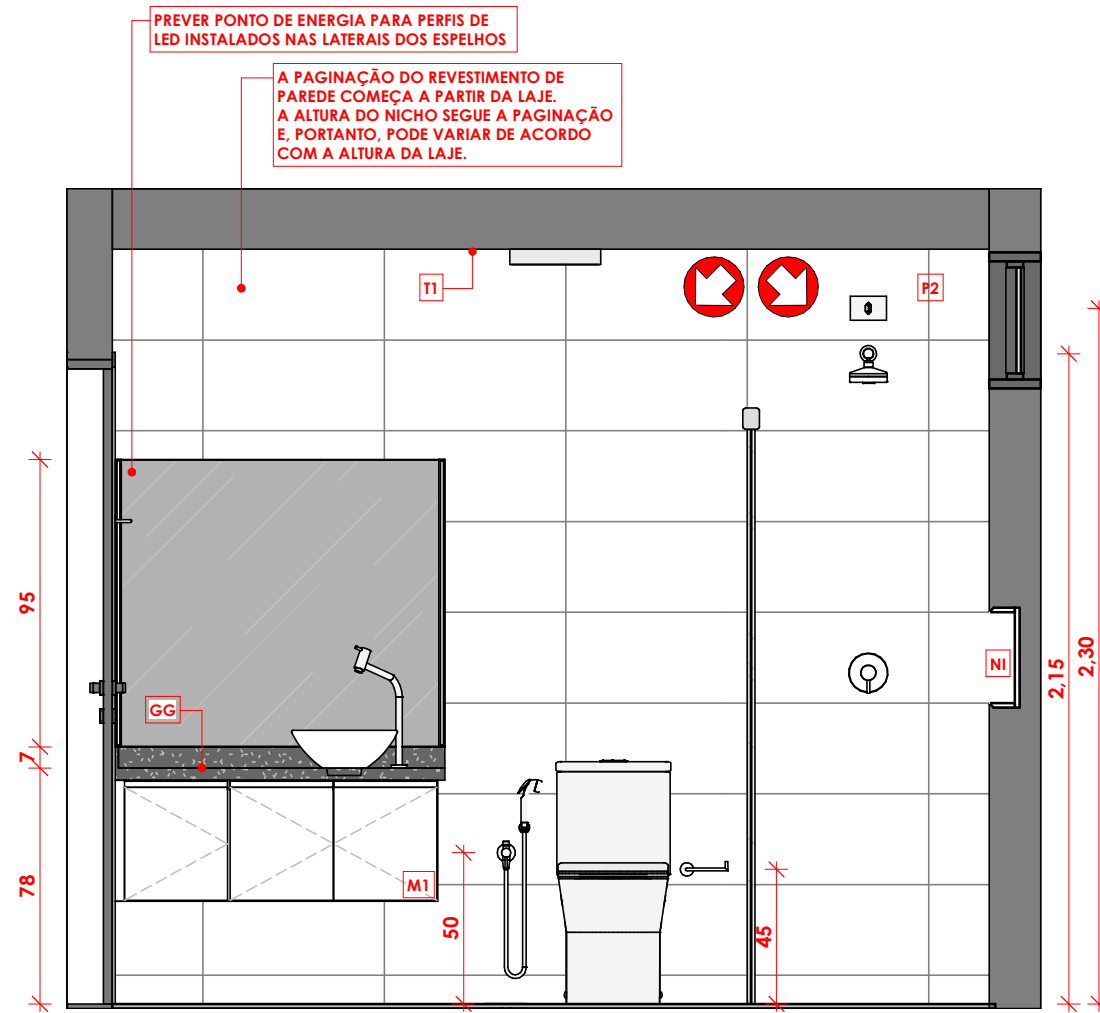 PREVER PONTO DE ENERGIA PARA PERFIS DE
LED INSTALADOS NAS LATERAIS DOS ESPELHOS
A PAGINAÇÃO DO REVESTIMENTO DE
PAREDE COMEÇA A PARTIR DA LAJE.
A ALTURA DO NICHO SEGUE A PAGINAÇÃO
E, PORTANTO, PODE VARIAR DE ACORDO
COM A ALTURA DA LAJE.
T1
P2
95
NI
2,15
2,30
GG
7
78
M1
50
45